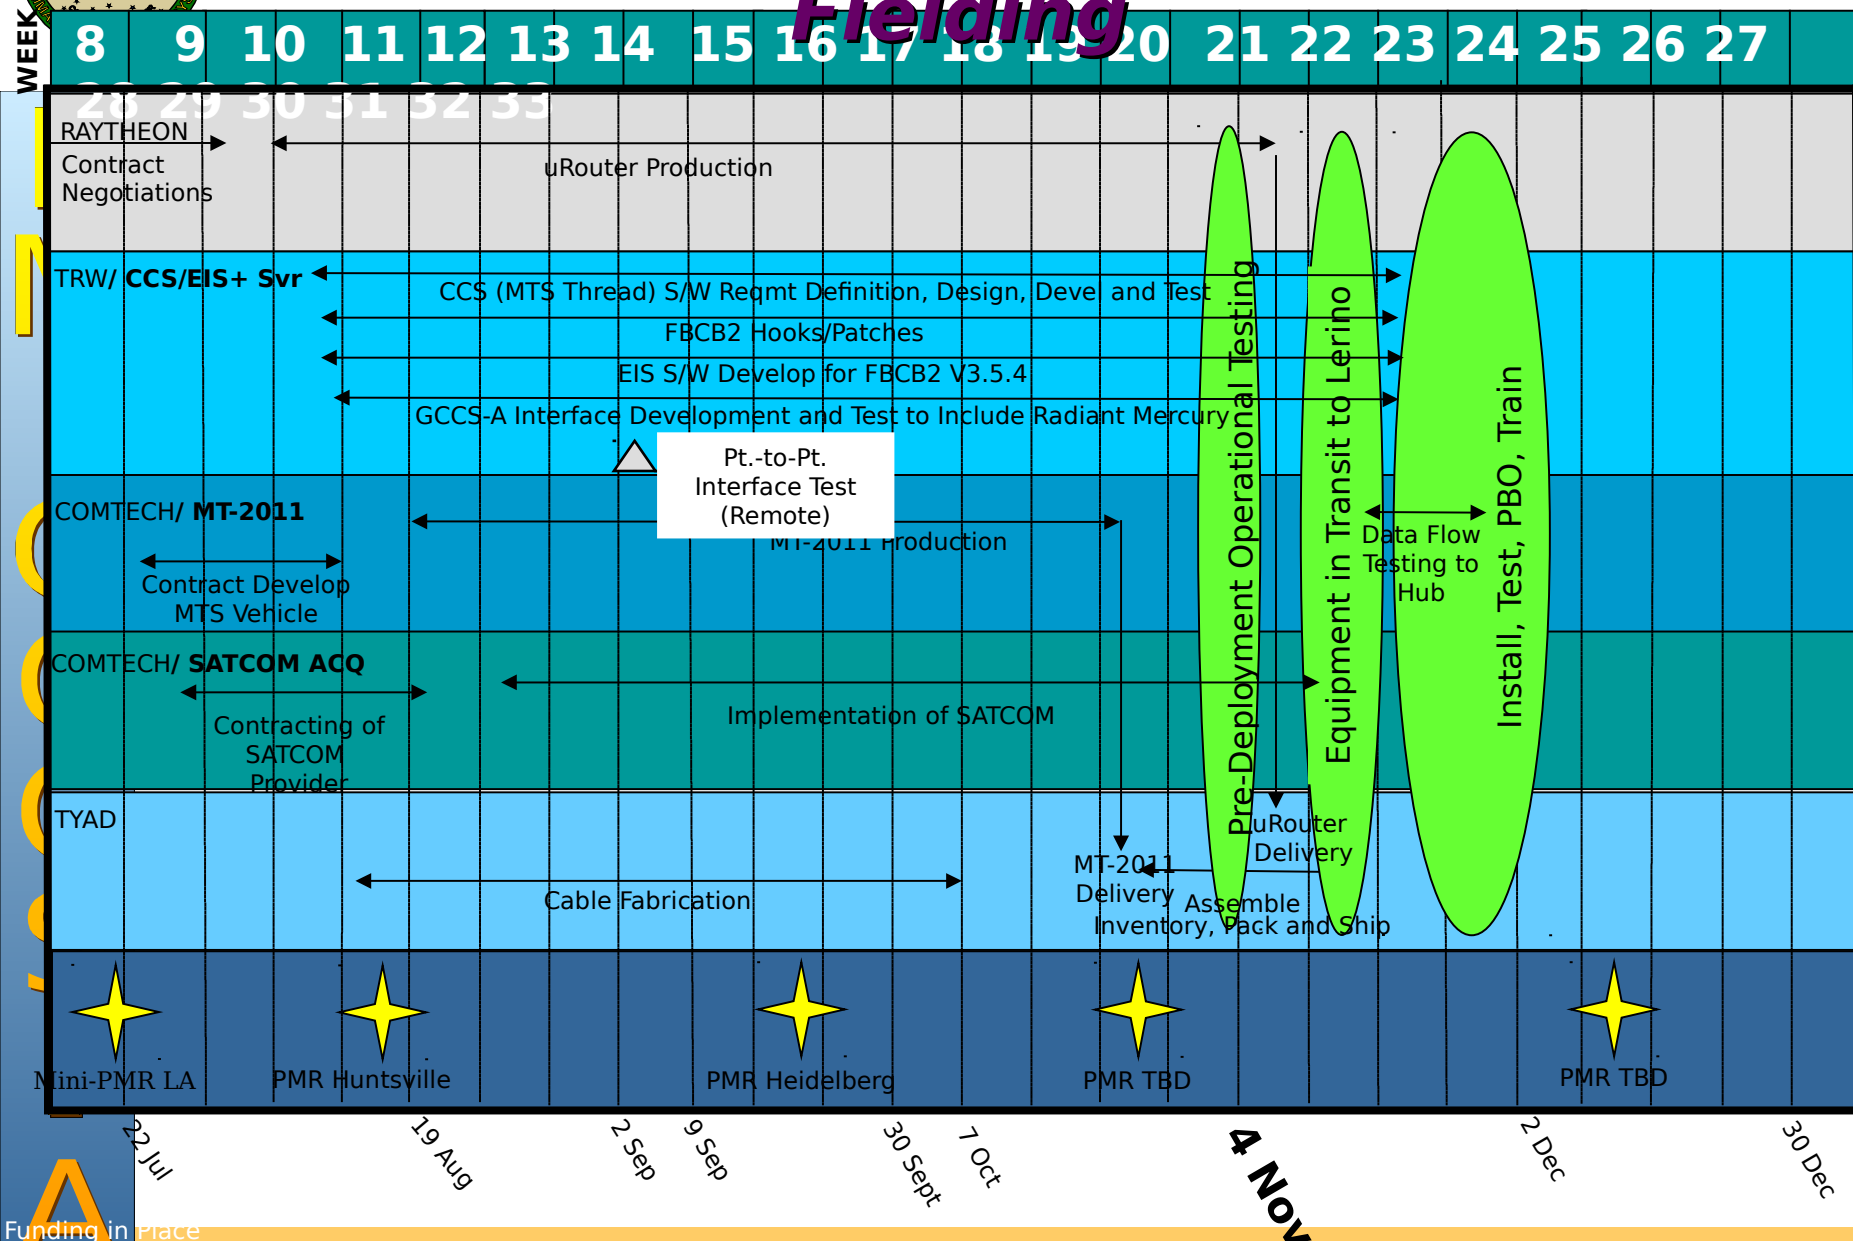 Fielding
WEEK
8 9 10 11 12 13 14 15 16 17 18 19 20 21 22 23 24 25 26 27
28 29 30 31 32 33
RAYTHEON
Contract
Negotiations
uRouter Production
TRW/ CCS/EIS+ Svr
CCS (MTS Thread) S/W Reqmt Definition, Design, Devel and Test
FBCB2 Hooks/Patches
EIS S/W Develop for FBCB2 V3.5.4
GCCS-A Interface Development and Test to Include Radiant Mercury
Pt.-to-Pt.
Interface Test
(Remote)
COMTECH/ MT-2011
MT-2011 Production
Contract Develop
MTS Vehicle
Data Flow
Testing to
Hub
Pre-Deployment Operational Testing
Equipment in Transit to Lerino
Install, Test, PBO, Train
COMTECH/ SATCOM ACQ
Contracting of
SATCOM
Provider
Implementation of SATCOM
TYAD
Cable Fabrication
MT-2011
Delivery
uRouter
Delivery
Assemble
Inventory, Pack and Ship
Mini-PMR LA
PMR Huntsville
PMR Heidelberg
PMR TBD
PMR TBD
22 Jul
19 Aug
2 Sep
9 Sep
30 Sept
7 Oct
4 Nov
2 Dec
30 Dec
Funding in Place